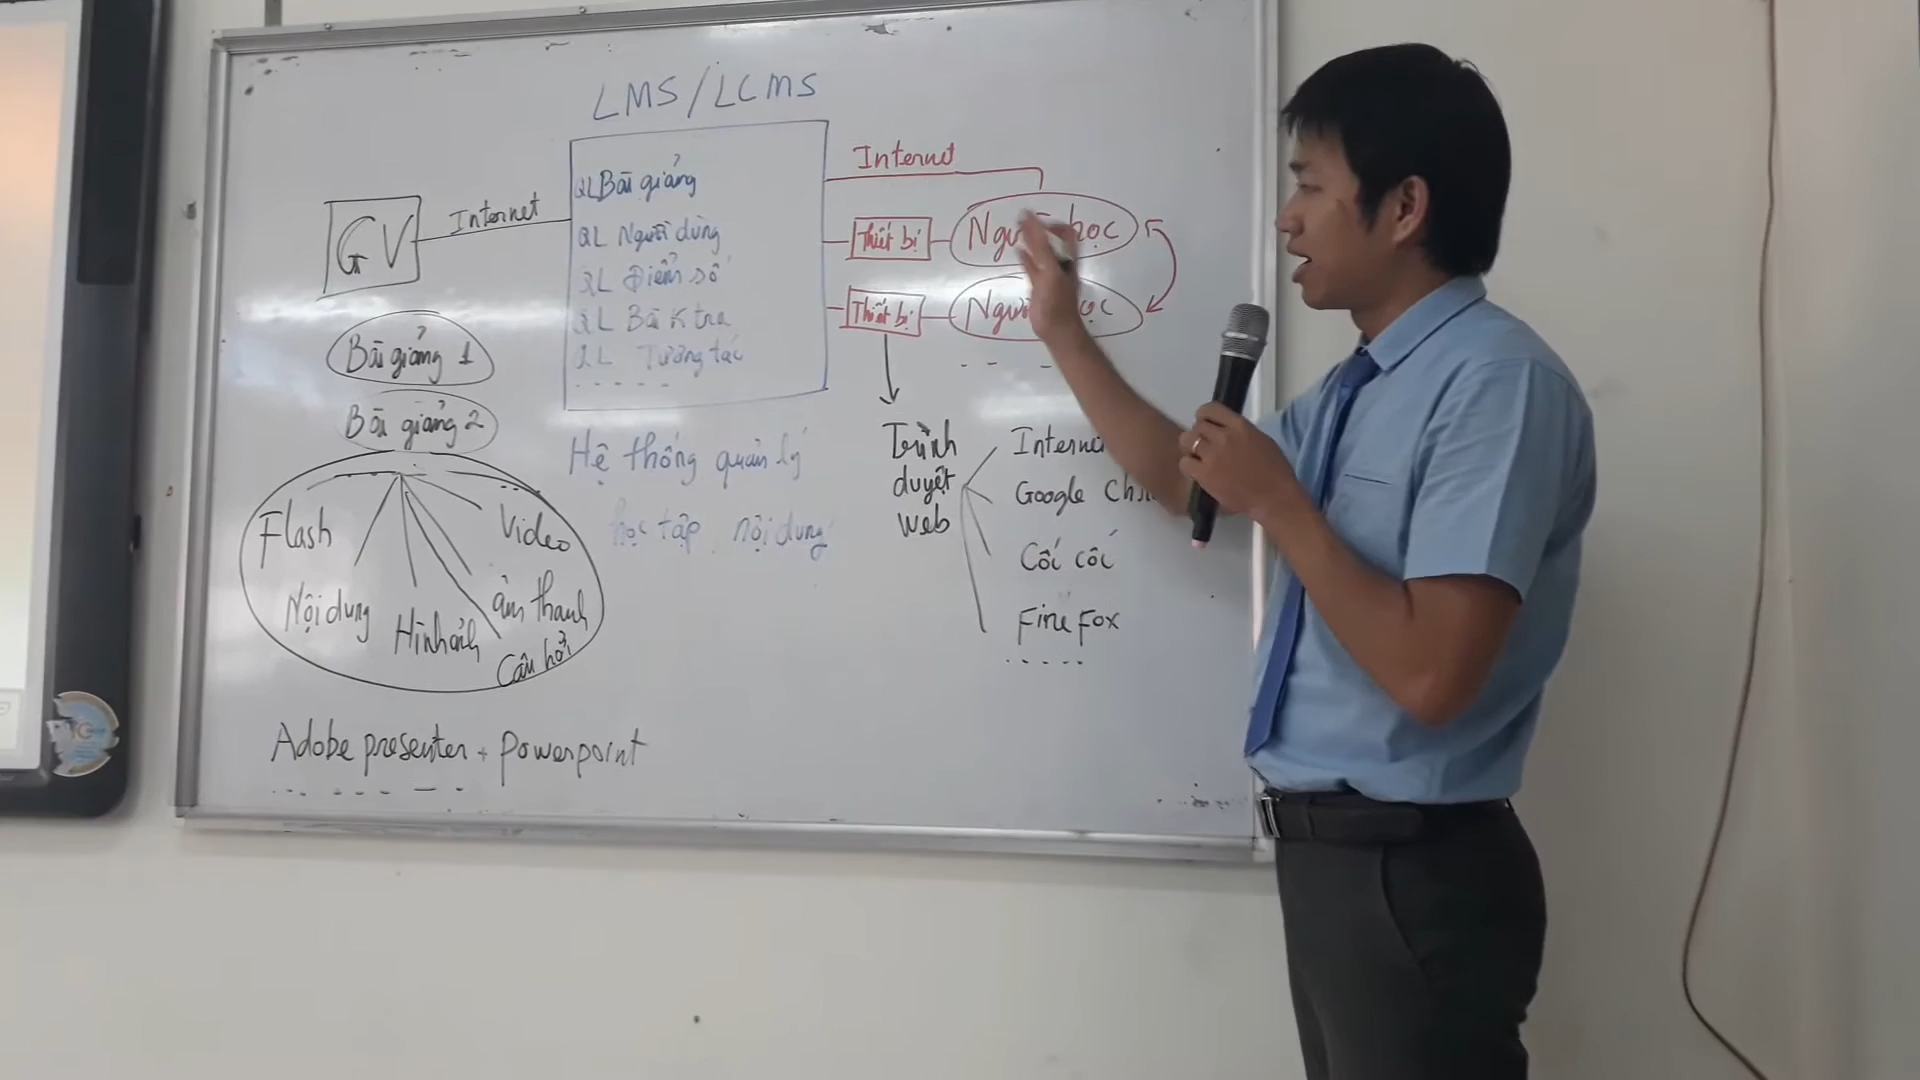 LMS/LCMS
GV
Internet
QL Bài giảng
QL Người dùng
QL Điểm số
QL Bài Ktra
QL Tương tác
Internet
Thiết bị
Thiết bị
Bài giảng 1
Bài giảng 2
Flash
Nội dung
Hình ảnh
Câu hỏi
âm thanh
Video
Hệ thống quản lý
học tập, nội dung
Trình
duyệt
web
Google
Cốc cốc
Fire Fox
Adobe presenter + Powerpoint